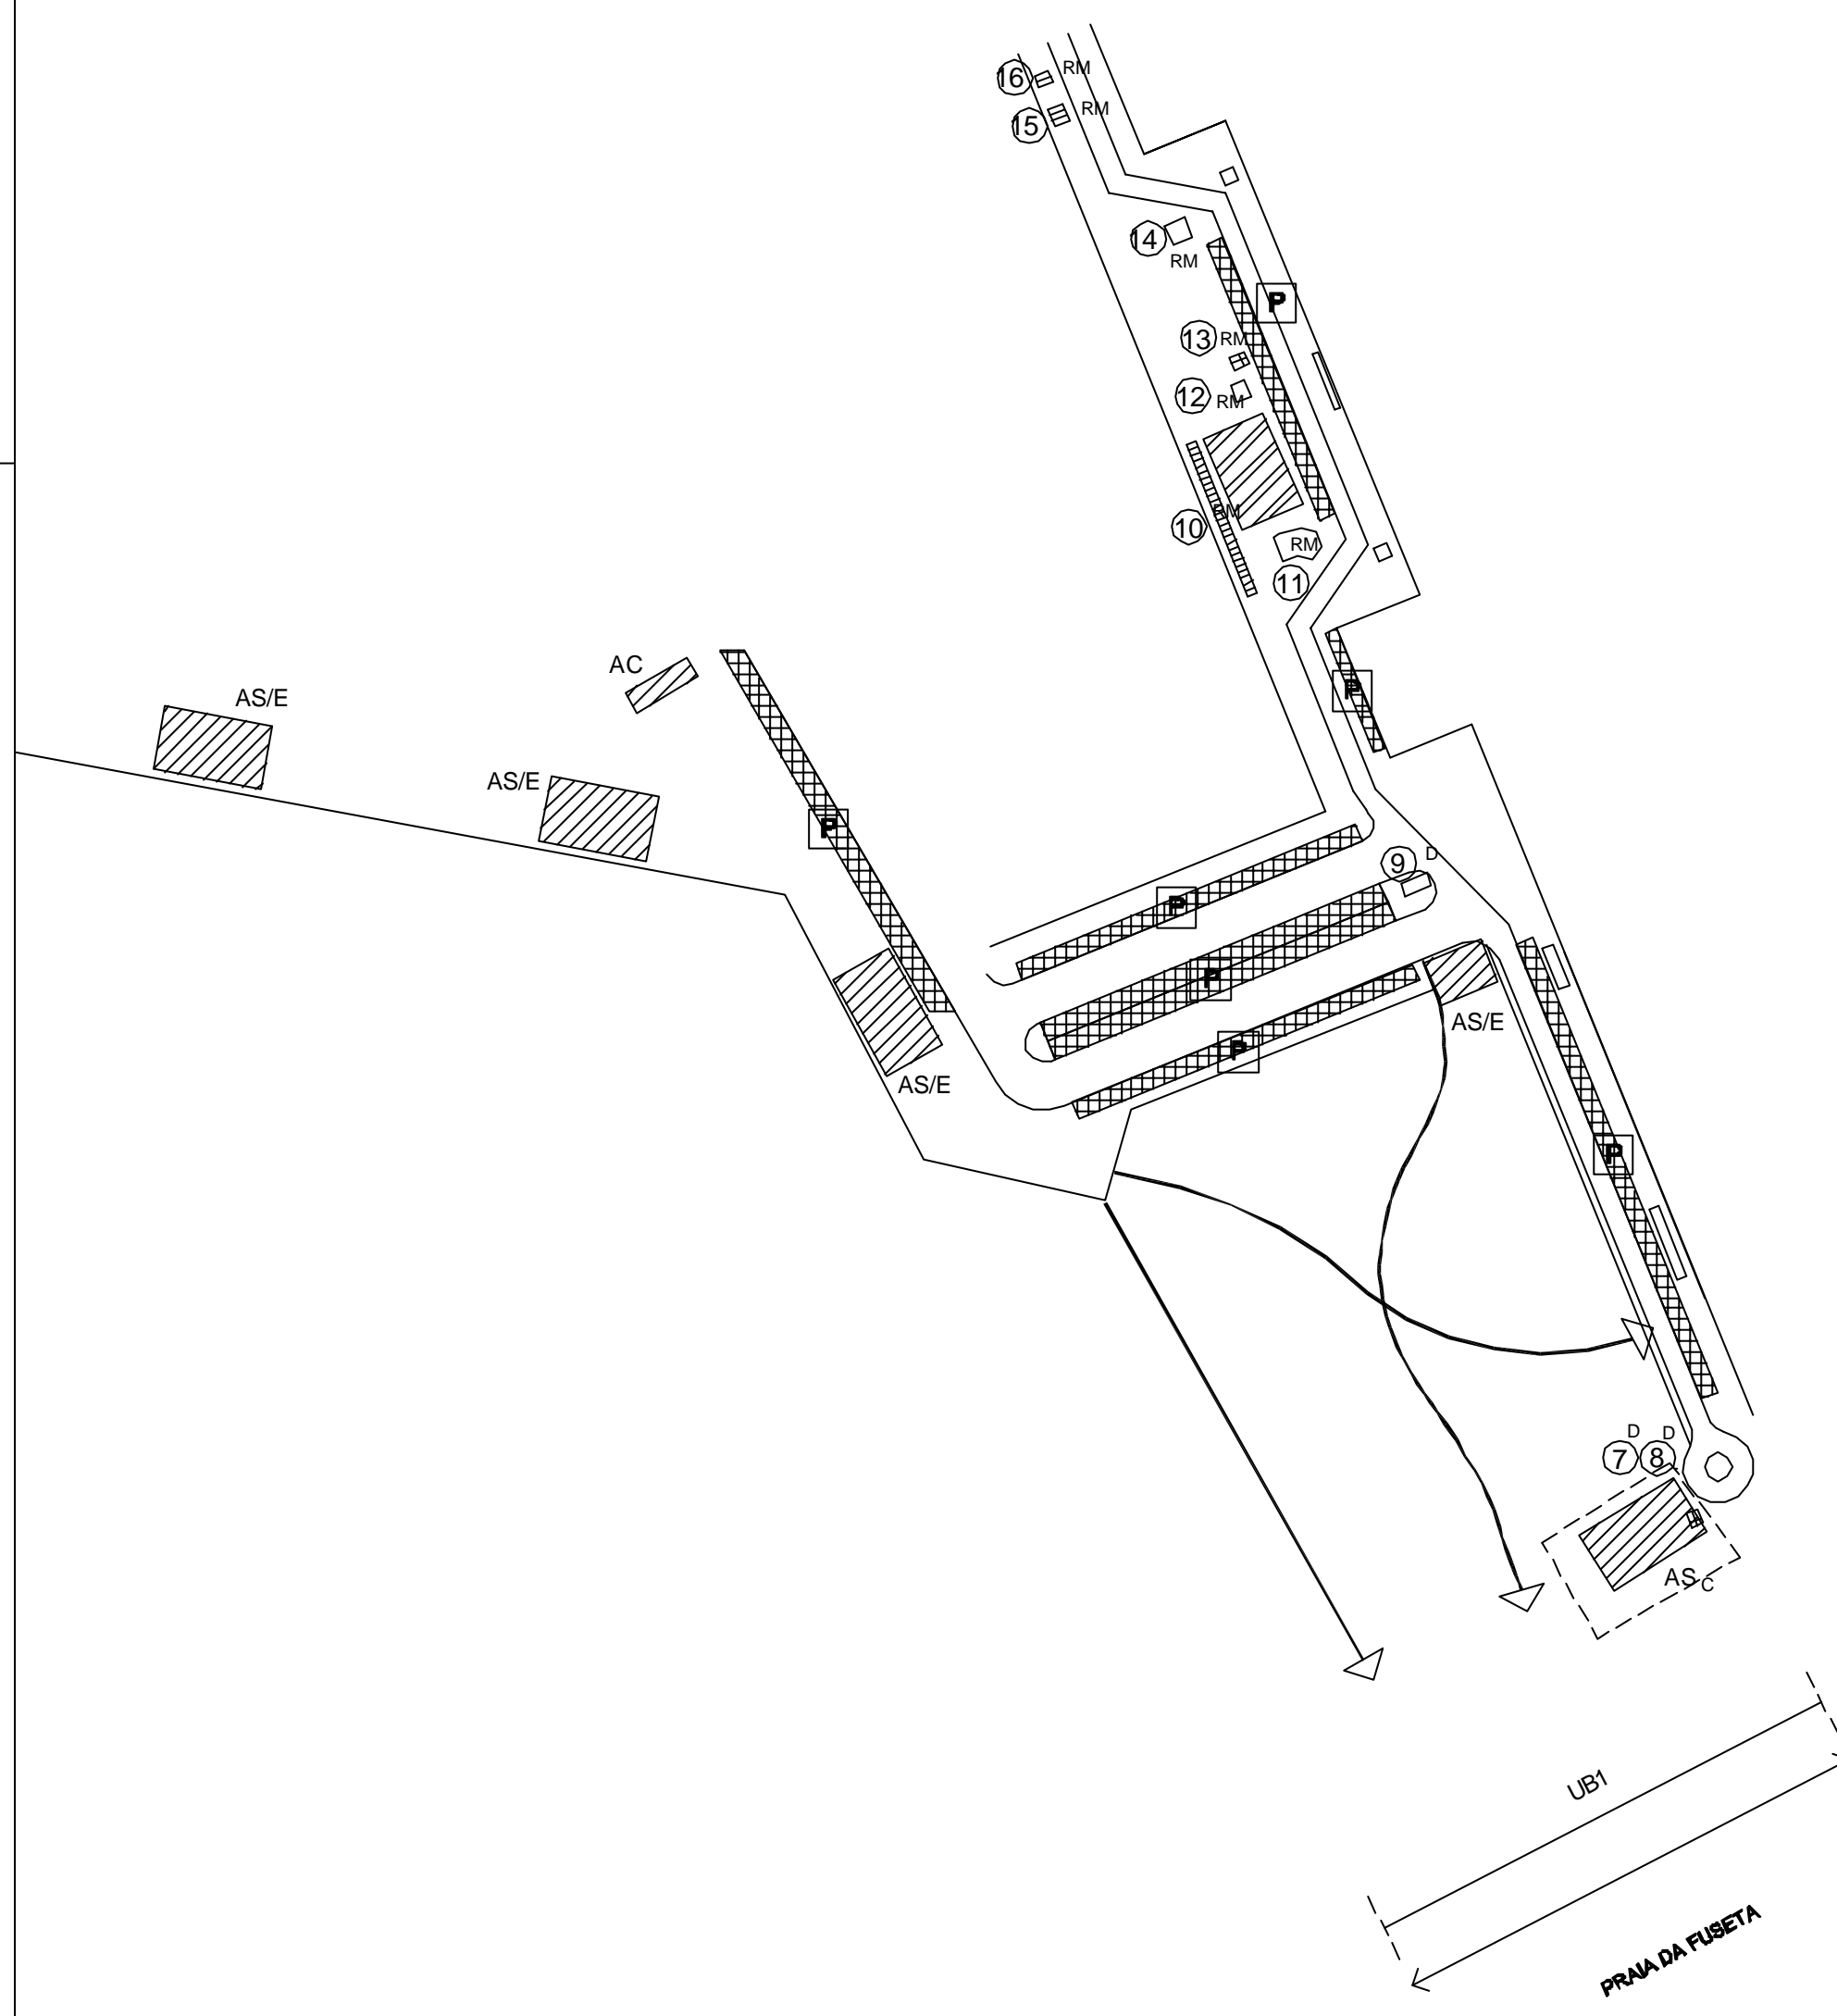 16 RM
15 RM
14
RM
P
13 RM
12 RM
10 RM
RM
11
AC
AS/E
P
AS/E
P
9 D
P
P
AS/E
P
AS/E
P
D D
7 8
AS C
UB1
PRAIA DA FUSETA